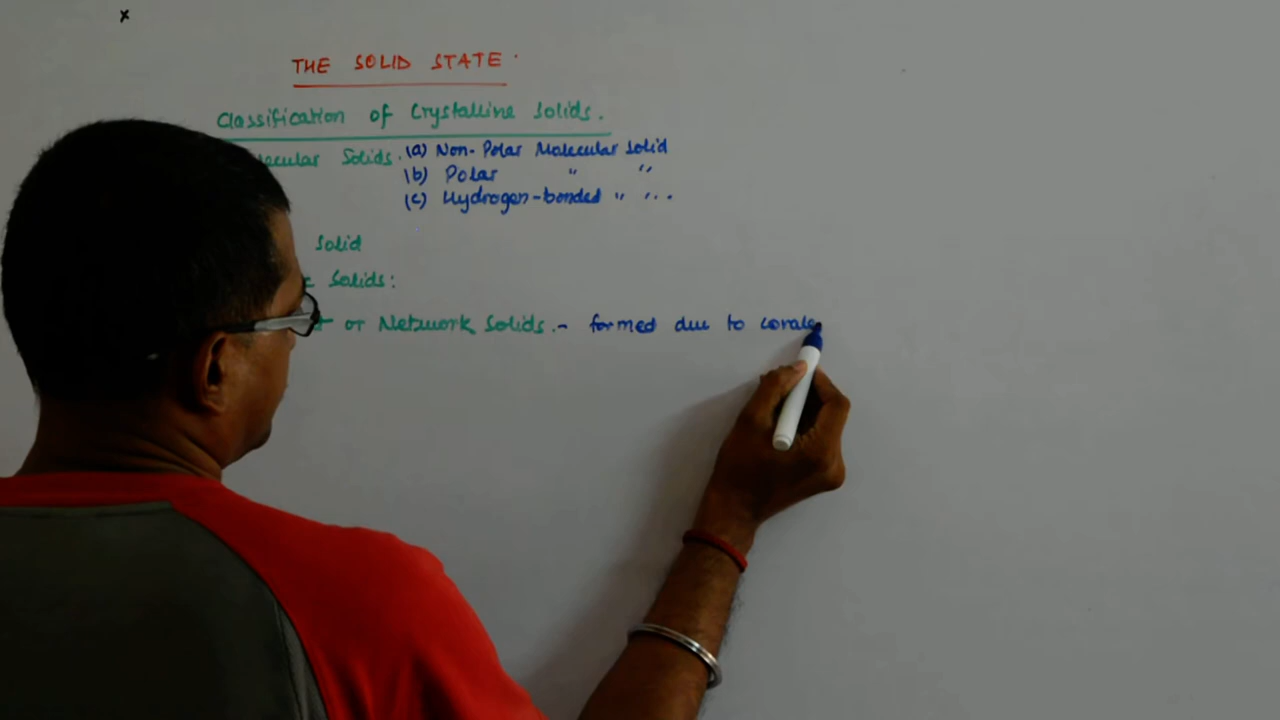 THE SOLID STATE.
Classification of Crystalline Solids.
Solids. (a) Non-Polar Molecular Solid
(b) Polar " "
(c) Hydrogen-bonded " " ..
Solid
Solids:
or Network Solids. - formed due to